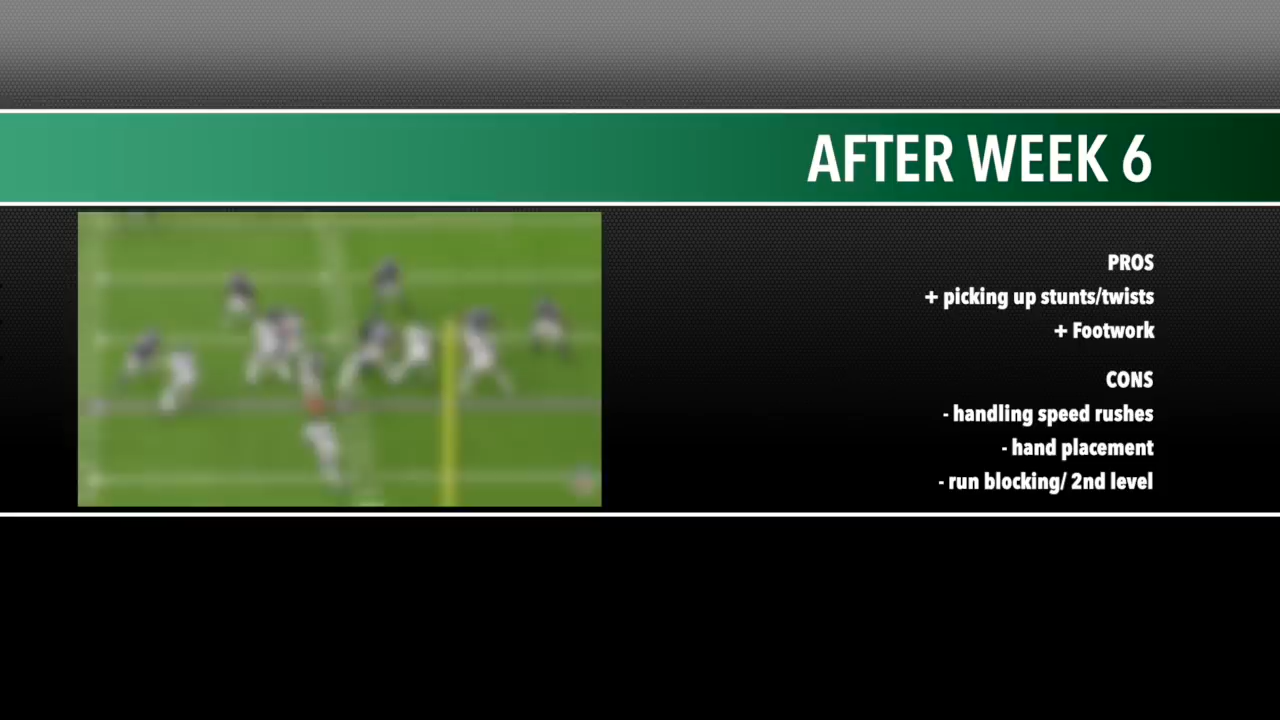 AFTER WEEK 6
PROS
+ picking up stunts/twists
+ Footwork
CONS
- handling speed rushes
- hand placement
- run blocking/ 2nd level